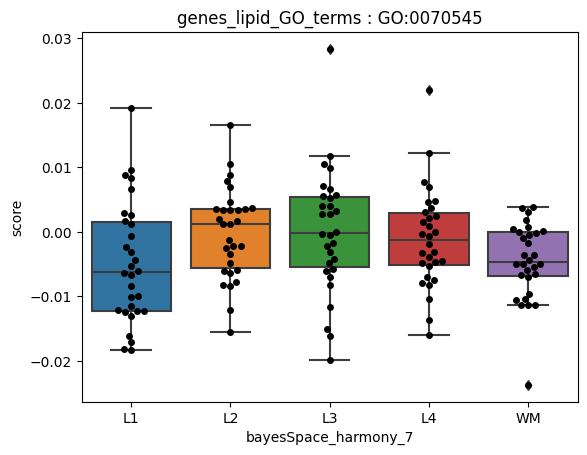 genes_lipid_GO_terms : GO:0070545
0.03
0.02
0.01
0.00
−0.01
−0.02
score
L1 L2 L3 L4 WM
bayesSpace_harmony_7